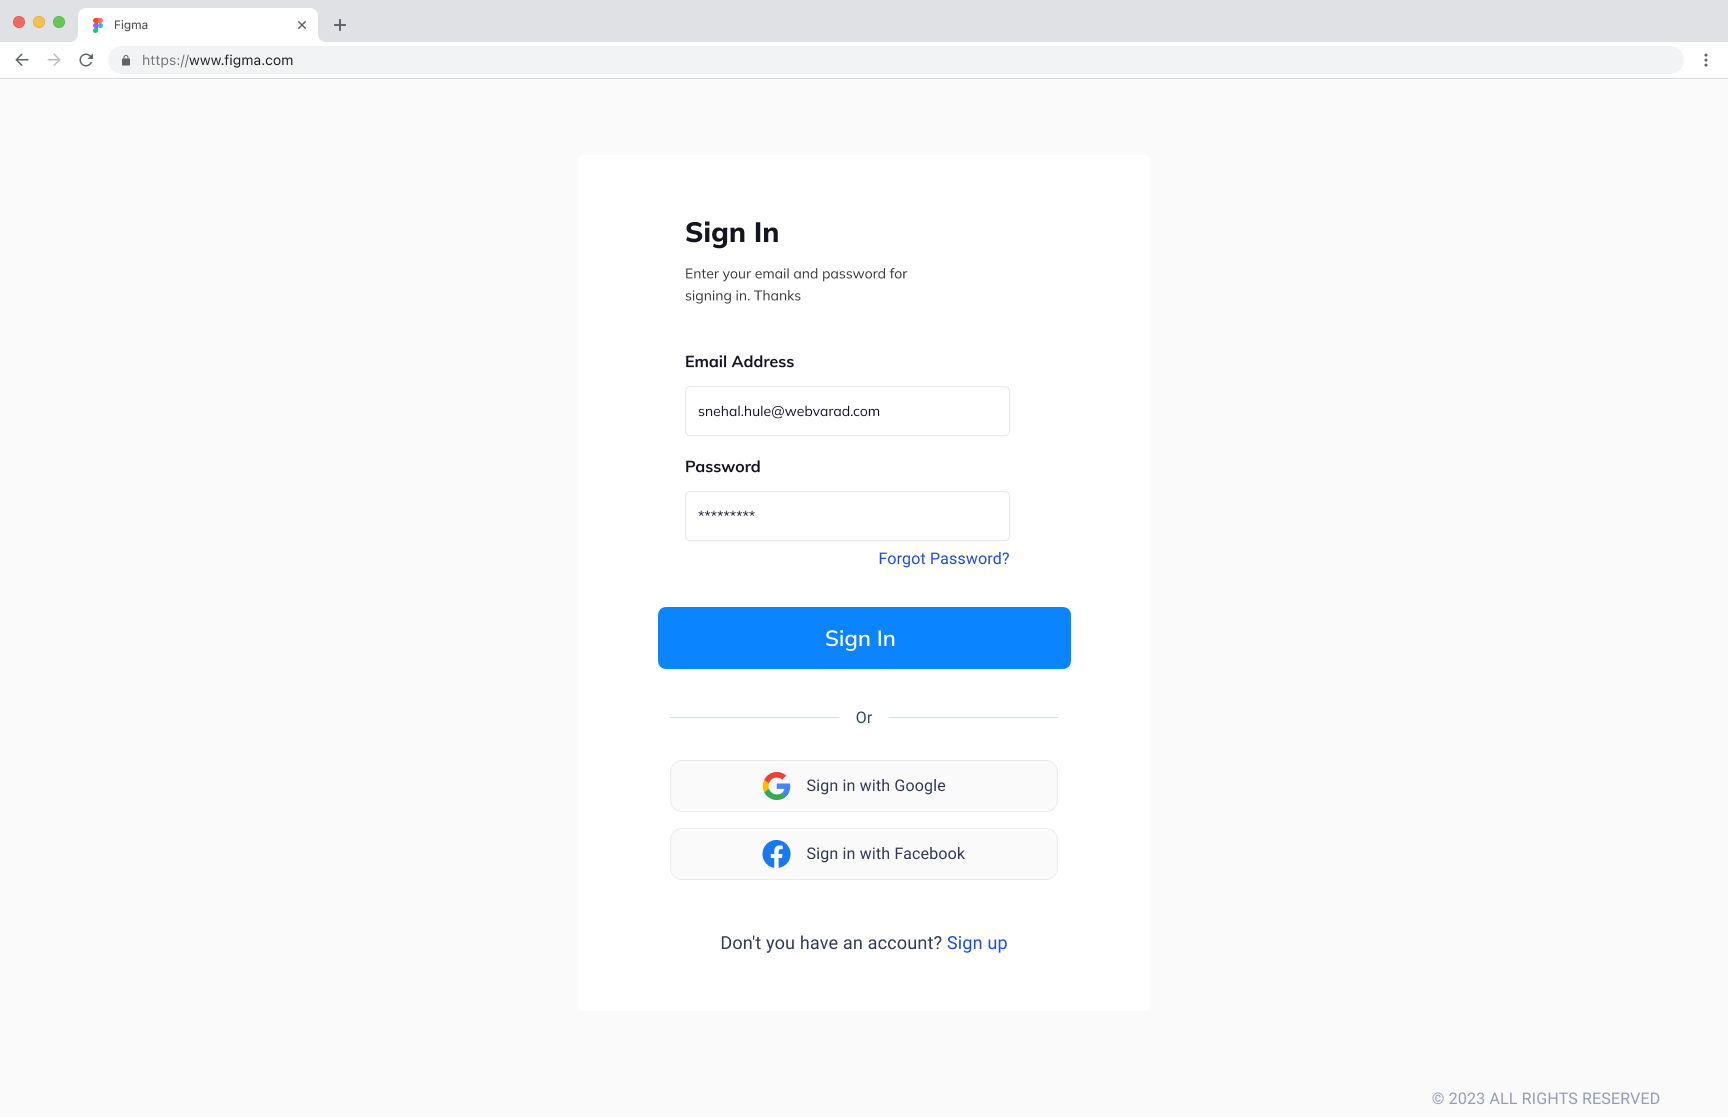 Figma
https://www.figma.com
Sign In
Enter your email and password for
signing in. Thanks
Email Address
snehal.hule@webvarad.com
Password
*********
Forgot Password?
Sign In
Or
Sign in with Google
Sign in with Facebook
Don't you have an account? Sign up
© 2023 ALL RIGHTS RESERVED